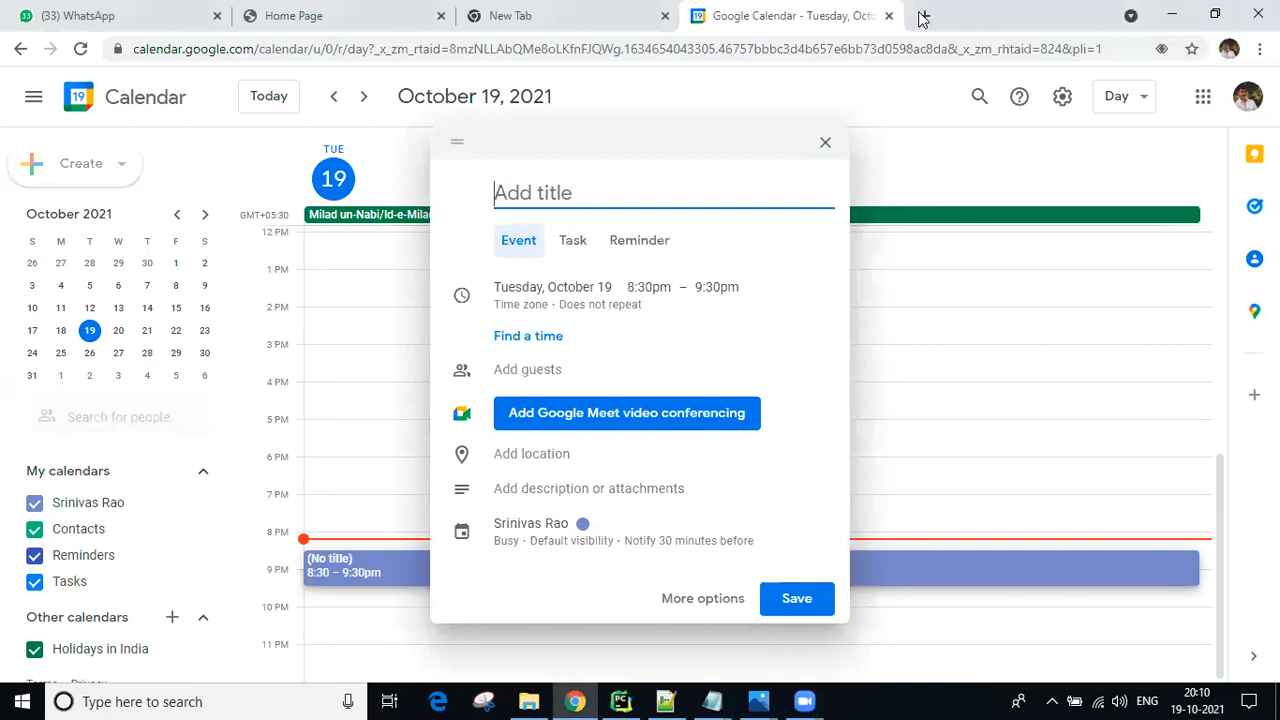 (33) WhatsApp
Home Page
New Tab
Google Calendar - Tuesday, Octo
calendar.google.com/calendar/u/0/r/day?_x_zm_rtaid=8mzNLLAbQMe8oLKfnFJQWg.1634654043305.46757bbbc3d4b657e6bb73d0598ac8da&_x_zm_rhtaid=824&pli=1
19
Calendar
Today
October 19, 2021
Day
Create
TUE
19
October 2021
GMT+05:30
Milad un-Nabi/Id-e-Milad
S M T W T F S
26 27 28 29 30 1 2
3 4 5 6 7 8 9
10 11 12 13 14 15 16
17 18 19 20 21 22 23
24 25 26 27 28 29 30
31 1 2 3 4 5 6
Search for people
My calendars
Srinivas Rao
Contacts
Reminders
Tasks
Other calendars
Holidays in India
12 PM
1 PM
2 PM
3 PM
4 PM
5 PM
6 PM
7 PM
8 PM
9 PM
10 PM
11 PM
(No title)
8:30 – 9:30pm
Add title
Event Task Reminder
Tuesday, October 19 8:30pm – 9:30pm
Time zone • Does not repeat
Find a time
Add guests
Add Google Meet video conferencing
Add location
Add description or attachments
Srinivas Rao
Busy • Default visibility • Notify 30 minutes before
More options
Save
Type here to search
ENG
20:10
19-10-2021